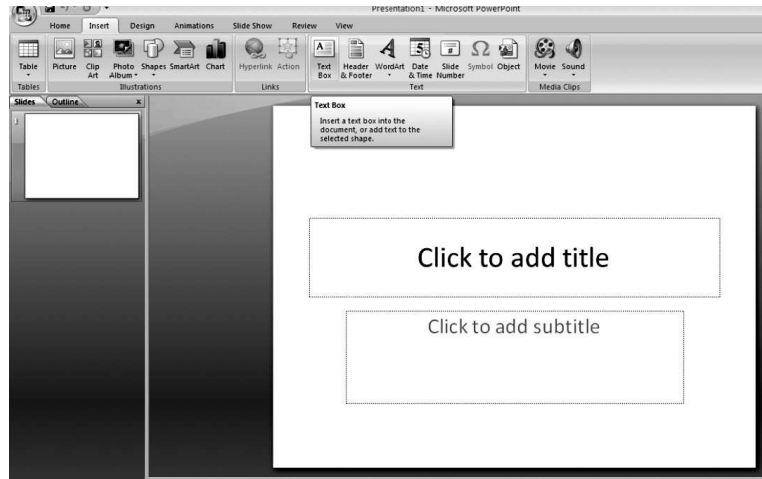 Presentation1 - Microsoft PowerPoint
Home Insert Design Animations Slide Show Review View
Table Picture Clip Art Photo Album Shapes SmartArt Chart Hyperlink Action Text Box Header & Footer WordArt Date & Time Slide Number Symbol Object Movie Sound
Tables Illustrations Links Text Media Clips
Slides Outline x
1
Text Box
Insert a text box into the
document, or add text to the
selected shape.
Click to add title
Click to add subtitle